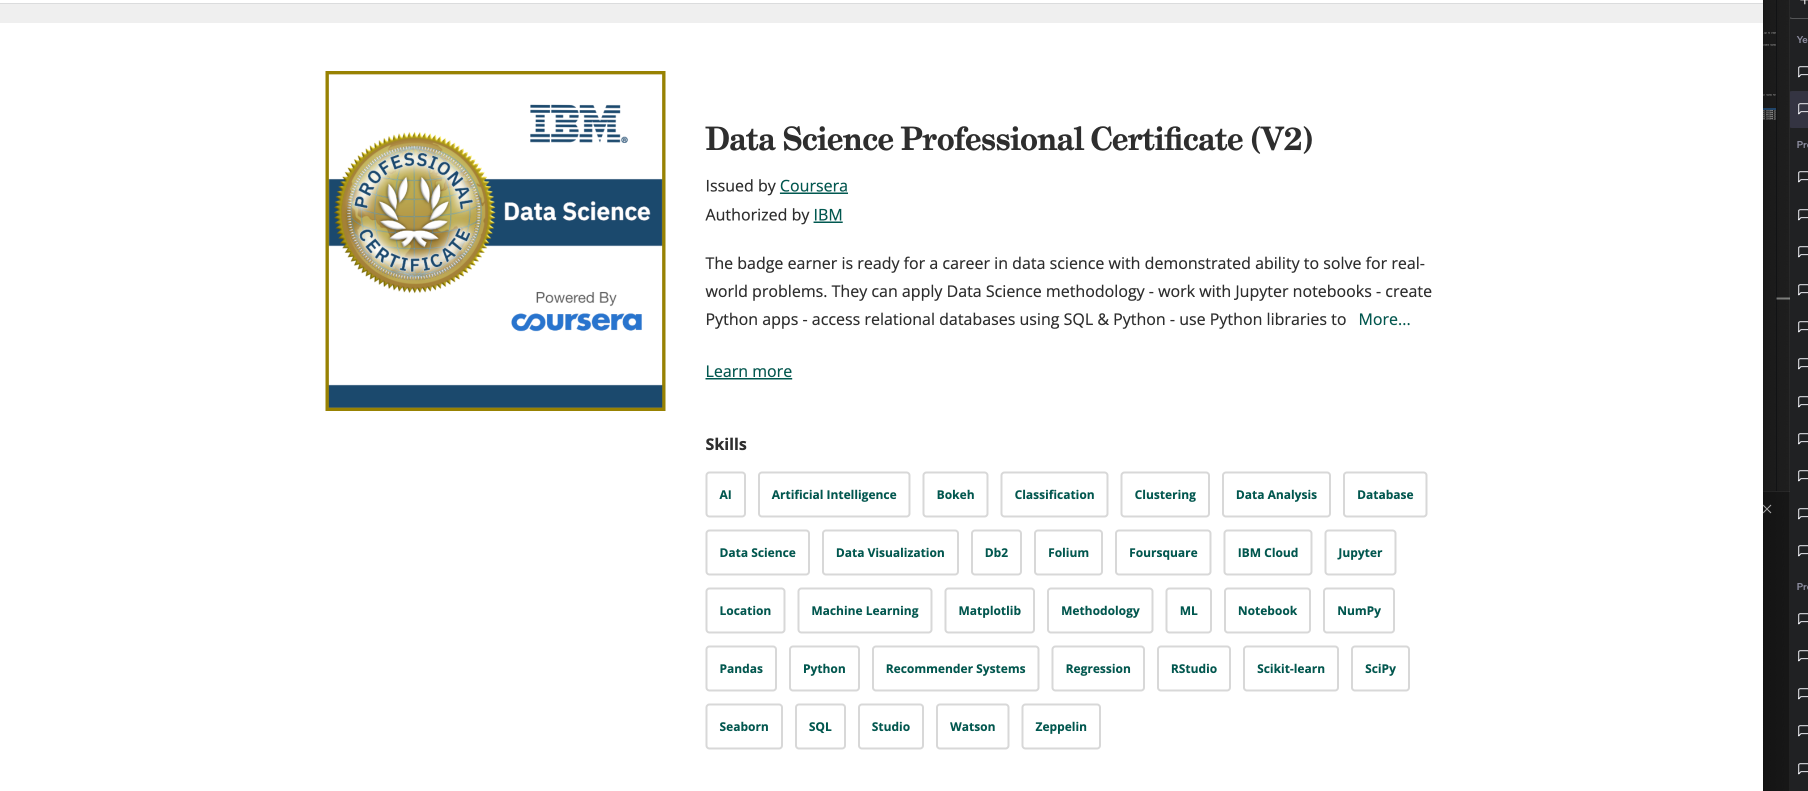 IBM®
PROFESSIONAL
CERTIFICATE
Data Science
Powered By
coursera
Data Science Professional Certificate (V2)
Issued by Coursera
Authorized by IBM
The badge earner is ready for a career in data science with demonstrated ability to solve for real-
world problems. They can apply Data Science methodology - work with Jupyter notebooks - create
Python apps - access relational databases using SQL & Python - use Python libraries to More...
Learn more
Skills
AI Artificial Intelligence Bokeh Classification Clustering Data Analysis Database
Data Science Data Visualization Db2 Folium Foursquare IBM Cloud Jupyter
Location Machine Learning Matplotlib Methodology ML Notebook NumPy
Pandas Python Recommender Systems Regression RStudio Scikit-learn SciPy
Seaborn SQL Studio Watson Zeppelin
Ye
Pr